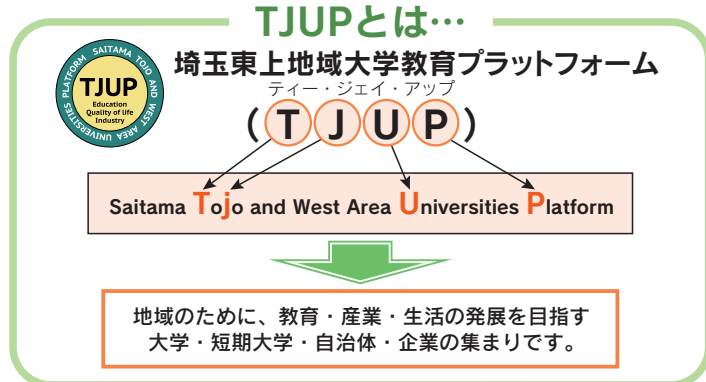 TJUPとは…
埼玉東上地域大学教育プラットフォーム
ティー・ジェイ・アップ
(TJUP)
SAITAMA TOJO AND WEST AREA UNIVERSITIES PLATFORM
TJUP
Education
Quality of life
Industry
Saitama Tojo and West Area Universities Platform
地域のために、教育・産業・生活の発展を目指す
大学・短期大学・自治体・企業の集まりです。